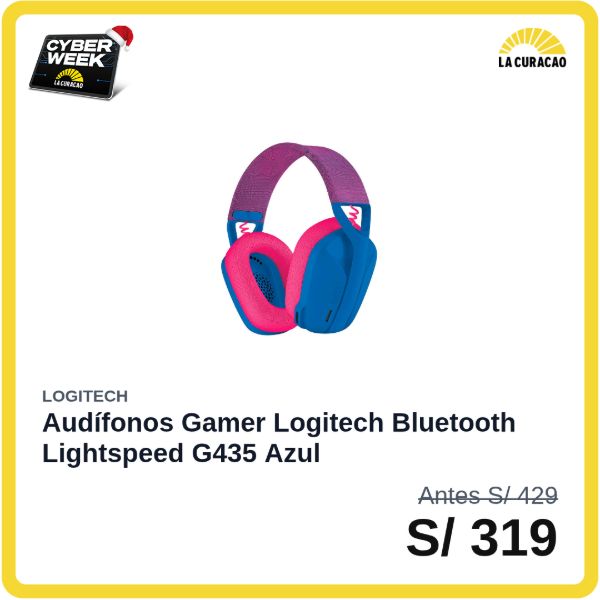 CYBER
WEEK
LA CURACAO
LA CURACAO
LOGITECH
Audífonos Gamer Logitech Bluetooth
Lightspeed G435 Azul
Antes S/ 429
S/ 319